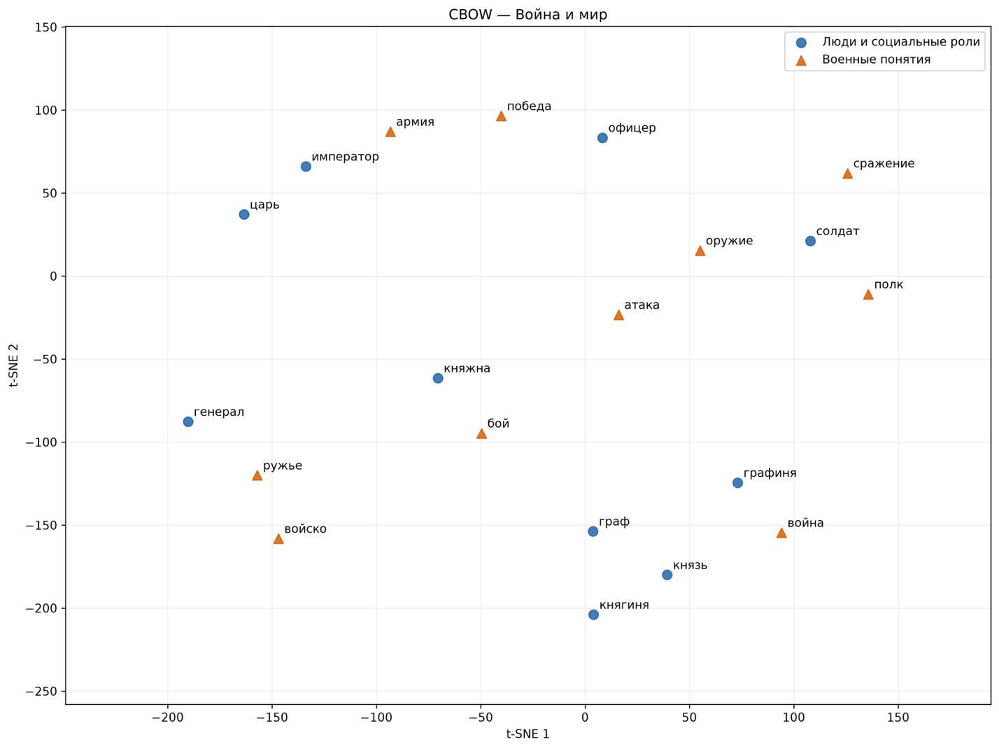 CBOW — Война и мир
Люди и социальные роли
Военные понятия
победа
армия
офицер
император
сражение
царь
солдат
оружие
полк
атака
княжна
генерал
бой
ружье
графиня
граф
война
войско
князь
княгиня
150
100
50
0
−50
−100
−150
−200
−250
−200
−150
−100
−50
0
50
100
150
t-SNE 1
t-SNE 2